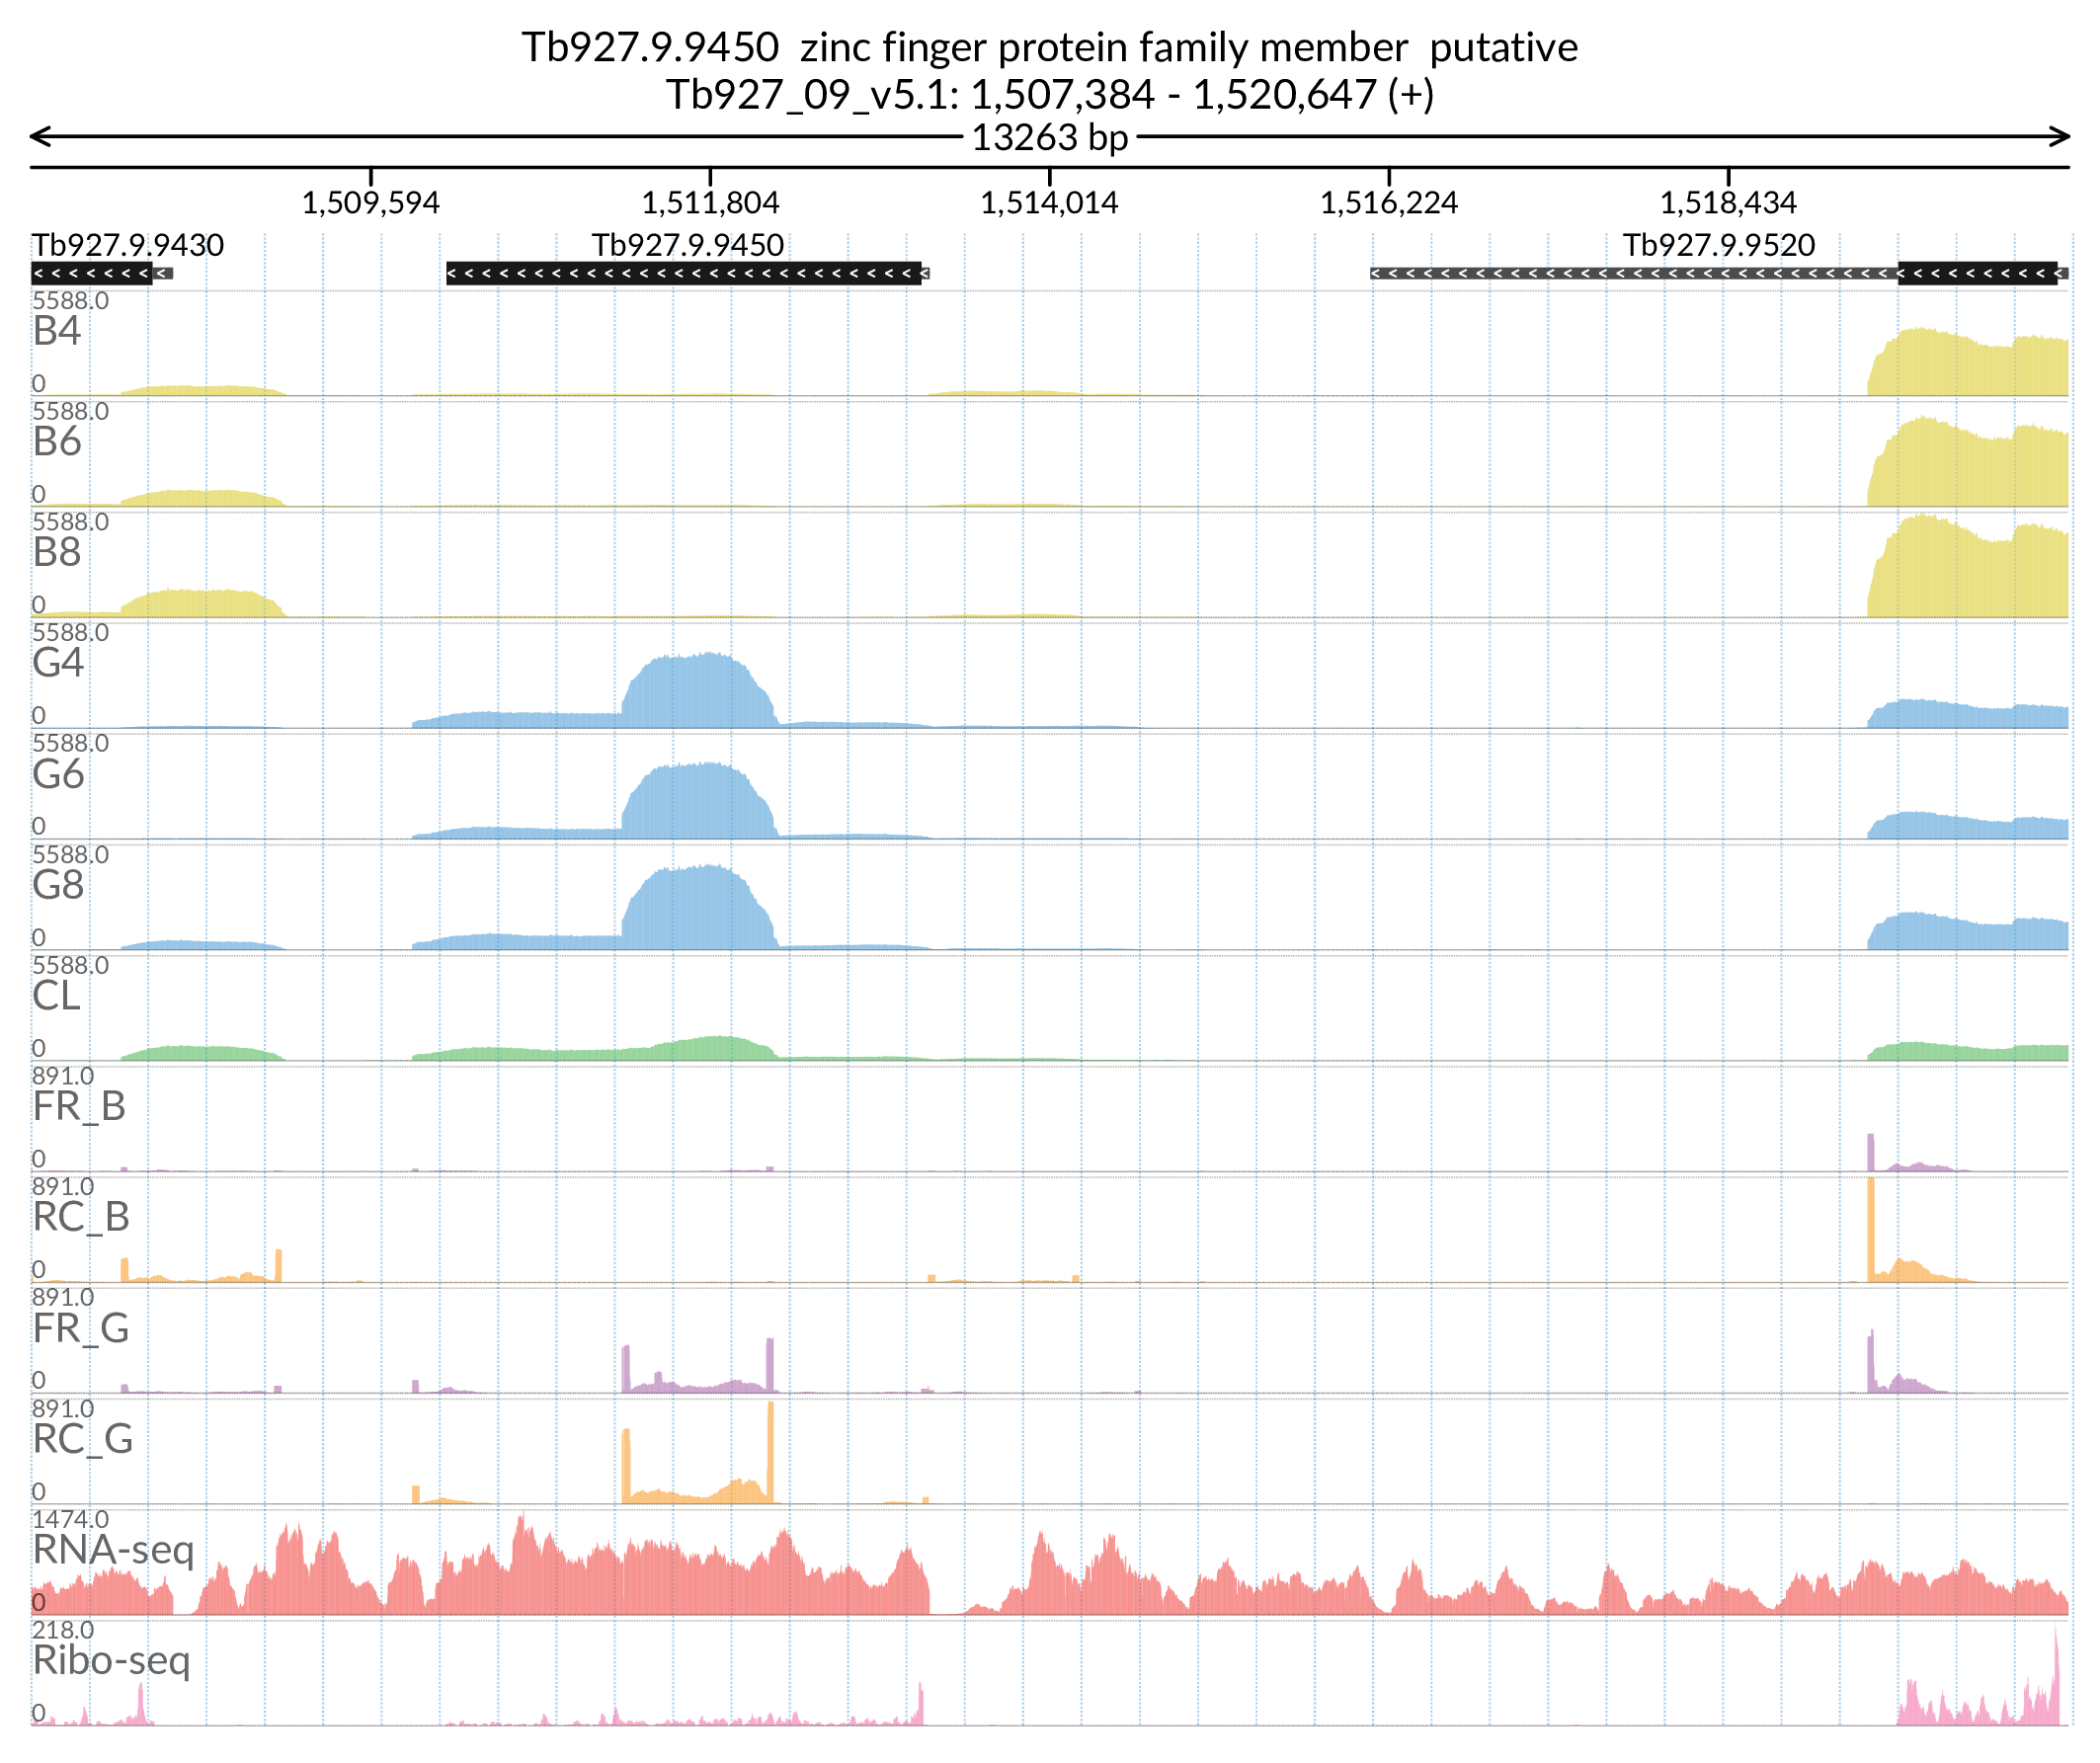 Tb927.9.9450 zinc finger protein family member putative
Tb927_09_v5.1: 1,507,384 - 1,520,647 (+)
13263 bp
1,509,594 1,511,804 1,514,014 1,516,224 1,518,434
Tb927.9.9430 Tb927.9.9450 Tb927.9.9520
5588.0
B4
0
5588.0
B6
0
5588.0
B8
0
5588.0
G4
0
5588.0
G6
0
5588.0
G8
0
5588.0
CL
0
891.0
FR_B
0
891.0
RC_B
0
891.0
FR_G
0
891.0
RC_G
0
1474.0
RNA-seq
0
218.0
Ribo-seq
0